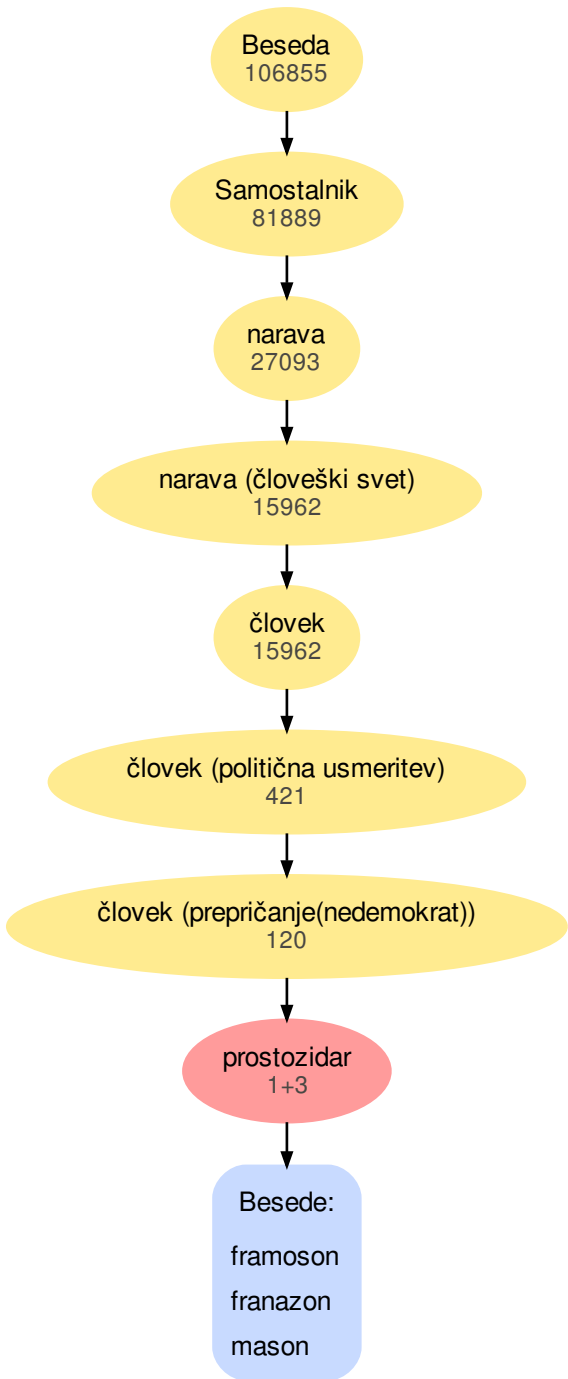 Beseda
106855
Samostalnik
81889
narava
27093
narava (človeški svet)
15962
človek
15962
človek (politična usmeritev)
421
človek (prepričanje(nedemokrat))
120
prostozidar
1+3
Besede:
framoson
franazon
mason